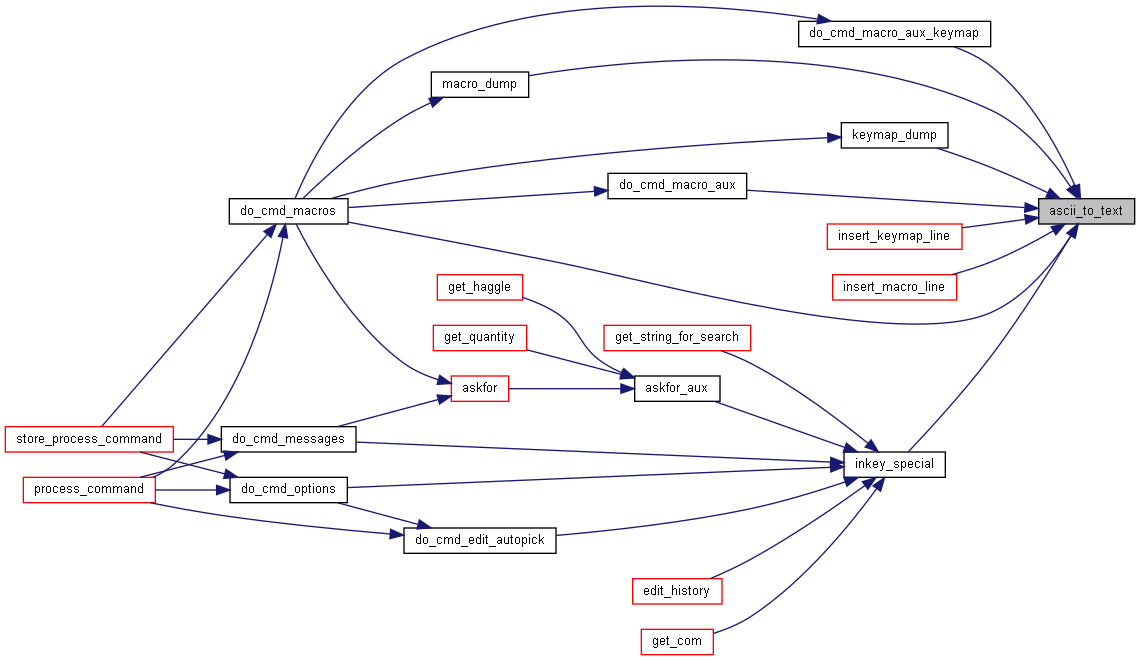 do_cmd_macro_aux_keymap
macro_dump
keymap_dump
do_cmd_macro_aux
do_cmd_macros
ascii_to_text
insert_keymap_line
get_haggle
insert_macro_line
get_quantity
get_string_for_search
askfor
askfor_aux
store_process_command
do_cmd_messages
inkey_special
process_command
do_cmd_options
do_cmd_edit_autopick
edit_history
get_com